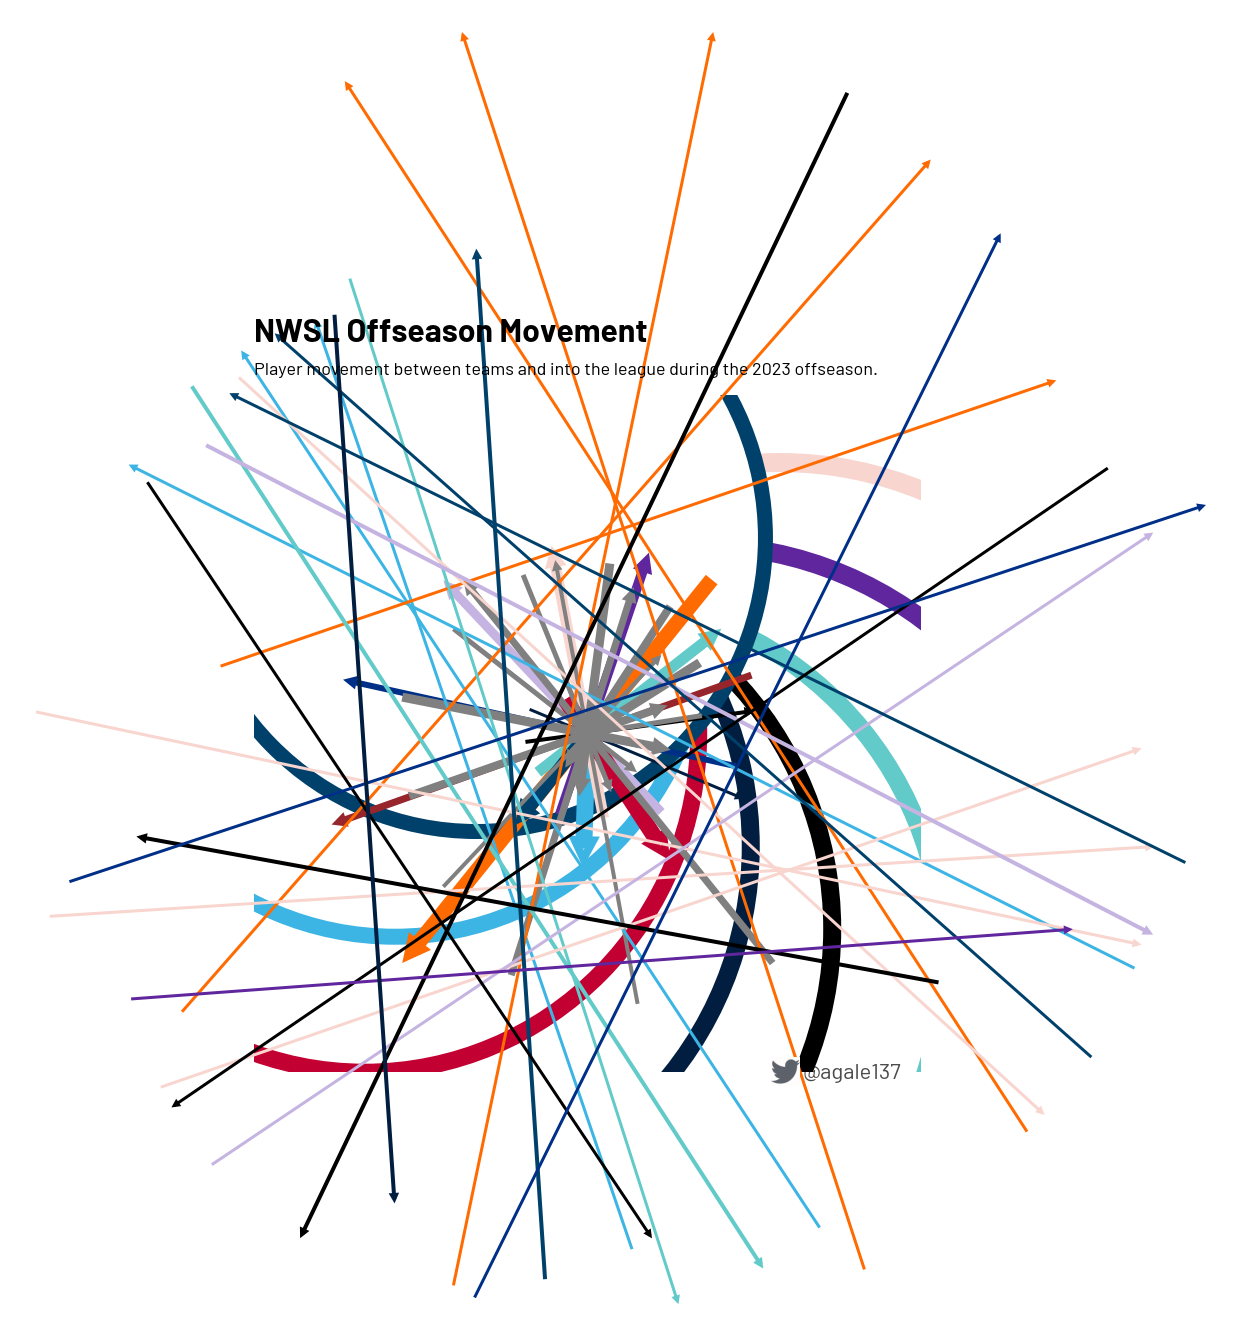 NWSL Offseason Movement
Player movement between teams and into the league during the 2023 offseason.
@agale137